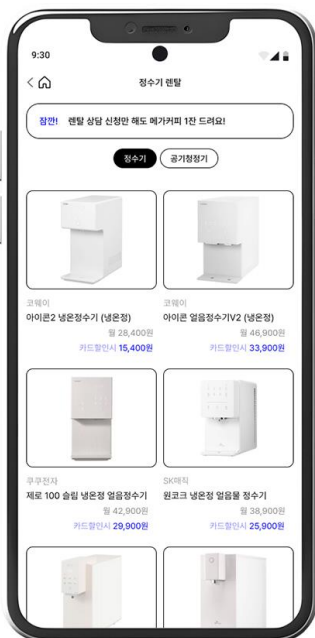 9:30
정수기 렌탈
잠깐! 렌탈 상담 신청만 해도 메가커피 1잔 드려요!
정수기 공기청정기
코웨이
아이콘2 냉온정수기 (냉온정)
월 28,400원
카드할인시 15,400원
코웨이
아이콘 얼음정수기V2 (냉온정)
월 46,900원
카드할인시 33,900원
쿠쿠전자
제로 100 슬림 냉온정 얼음정수기
월 42,900원
카드할인시 29,900원
SK매직
원코크 냉온정 얼음물 정수기
월 38,900원
카드할인시 25,900원